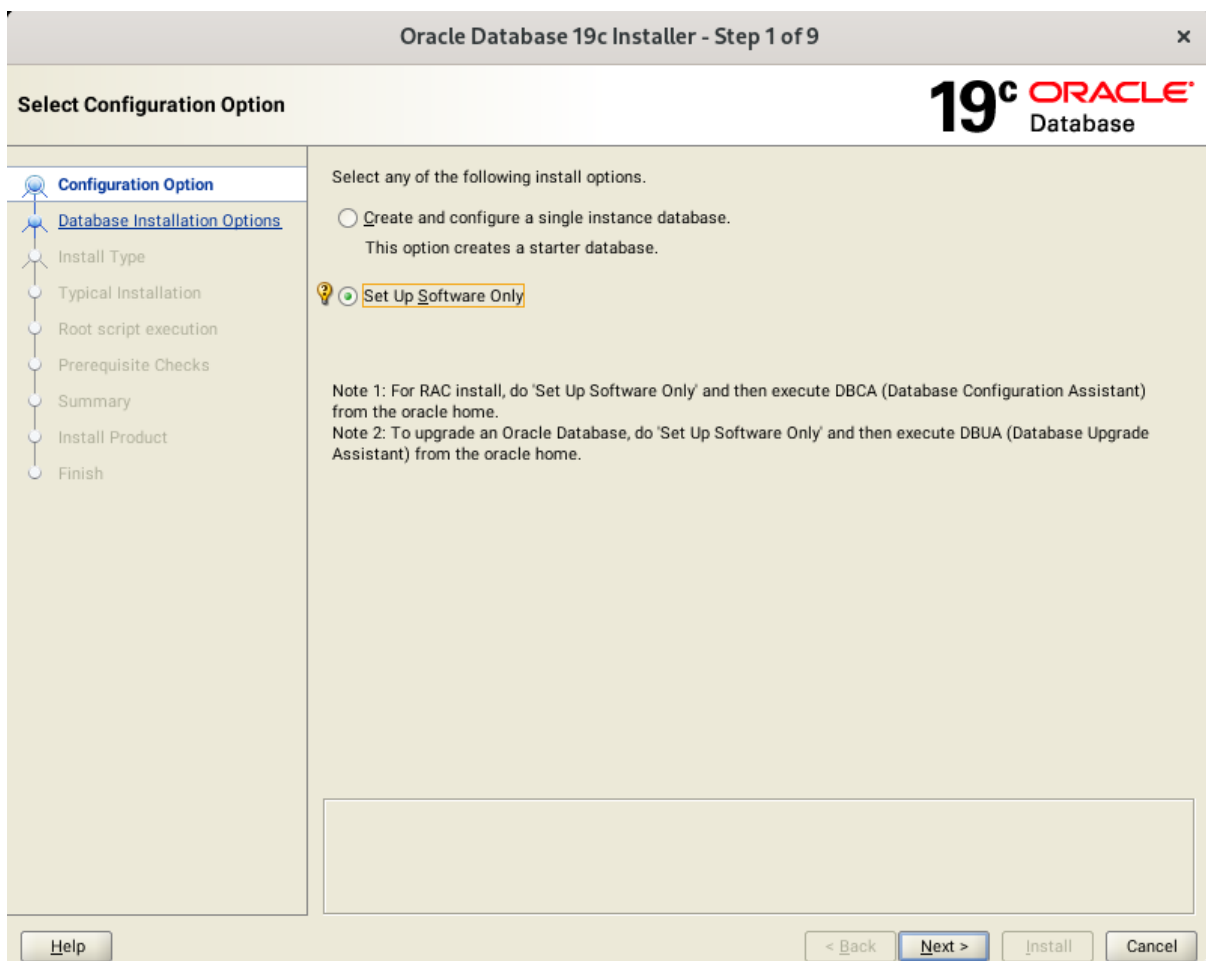 Oracle Database 19c Installer - Step 1 of 9
×
Select Configuration Option
19c ORACLE
Database
Configuration Option
Database Installation Options
Install Type
Typical Installation
Root script execution
Prerequisite Checks
Summary
Install Product
Finish
Select any of the following install options.
Create and configure a single instance database.
This option creates a starter database.
Set Up Software Only
Note 1: For RAC install, do 'Set Up Software Only' and then execute DBCA (Database Configuration Assistant)
from the oracle home.
Note 2: To upgrade an Oracle Database, do 'Set Up Software Only' and then execute DBUA (Database Upgrade
Assistant) from the oracle home.
Help
< Back
Next >
Install
Cancel